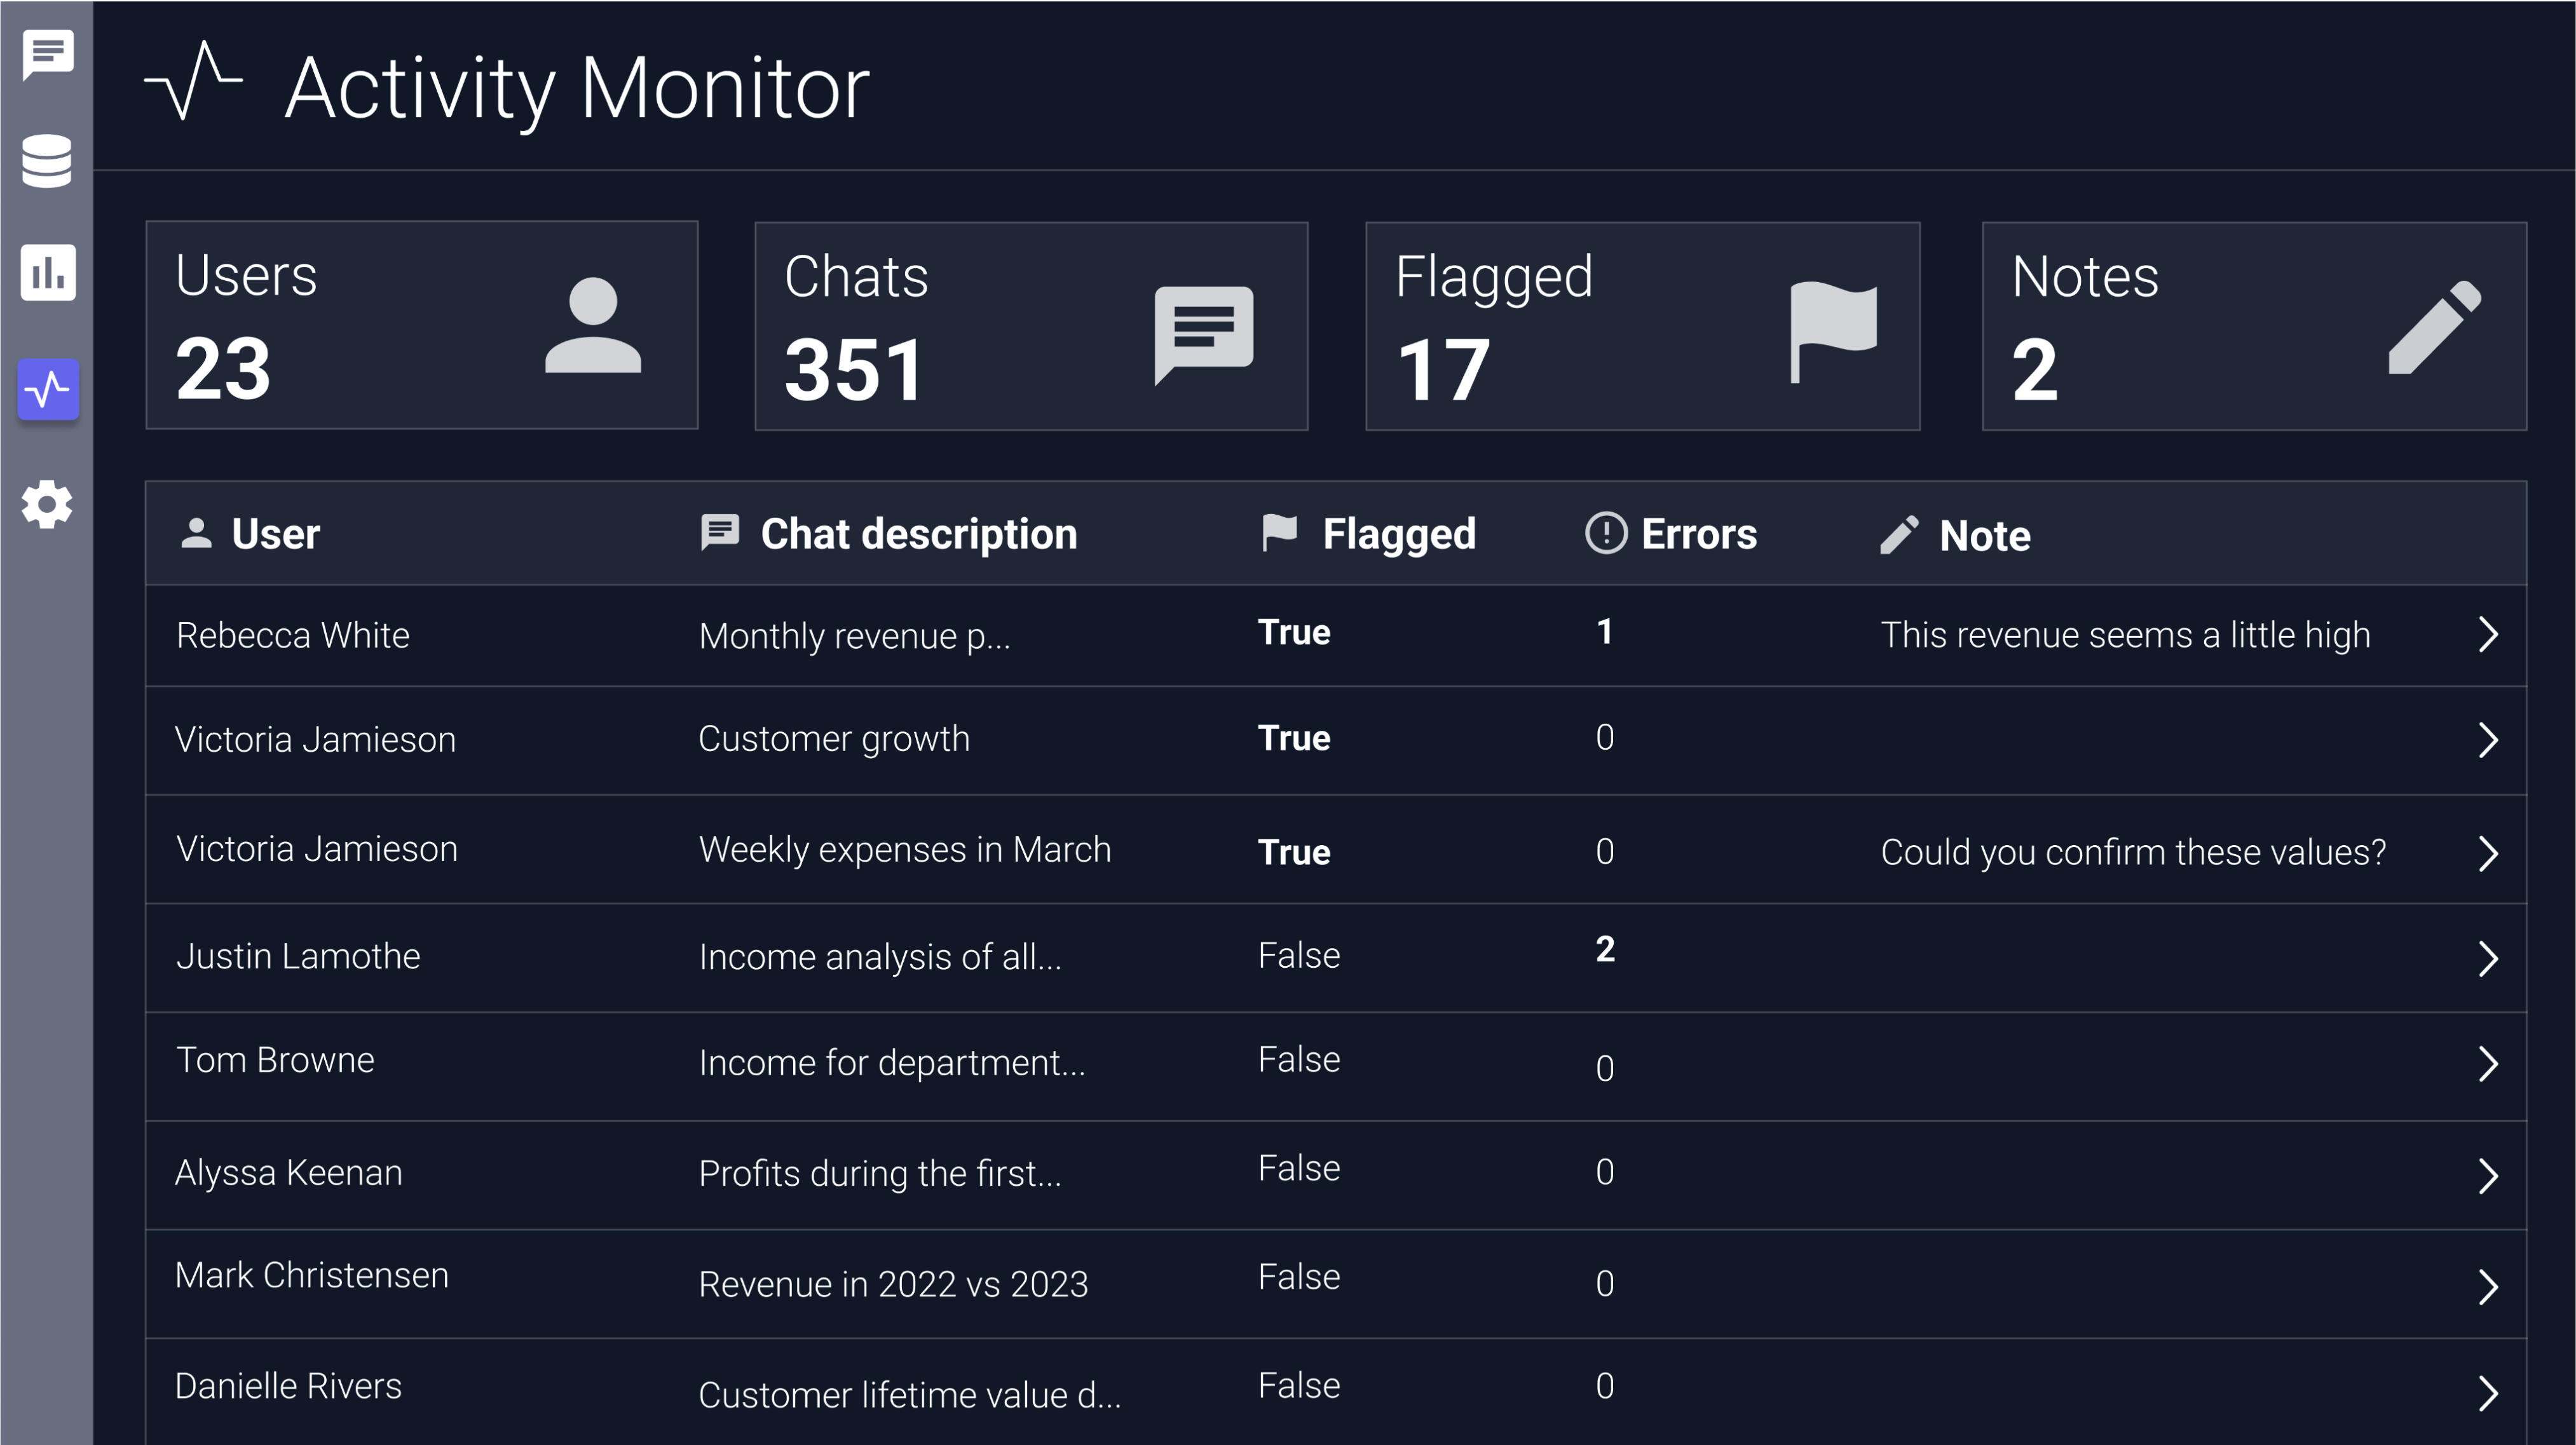 Activity Monitor
Users
23
Chats
351
Flagged
17
Notes
2
User Chat description Flagged Errors Note
Rebecca White Monthly revenue p... True 1 This revenue seems a little high
Victoria Jamieson Customer growth True 0
Victoria Jamieson Weekly expenses in March True 0 Could you confirm these values?
Justin Lamothe Income analysis of all... False 2
Tom Browne Income for department... False 0
Alyssa Keenan Profits during the first... False 0
Mark Christensen Revenue in 2022 vs 2023 False 0
Danielle Rivers Customer lifetime value d... False 0